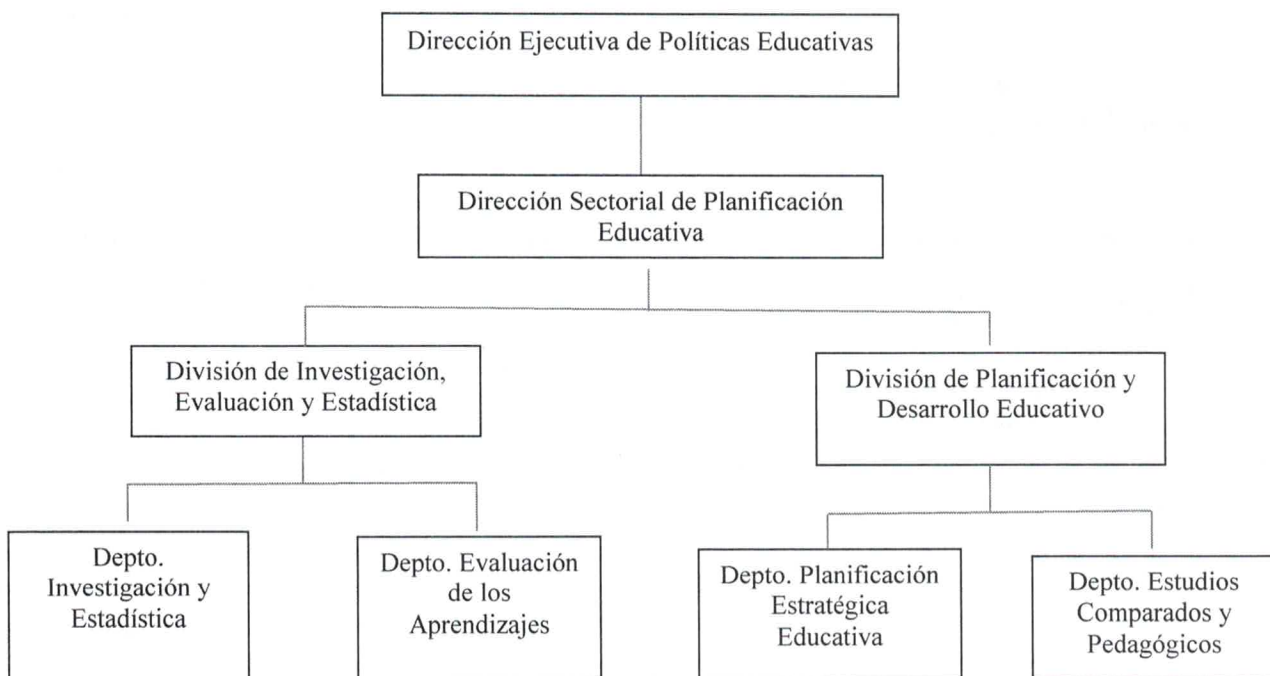 Dirección Ejecutiva de Políticas Educativas
Dirección Sectorial de Planificación
Educativa
División de Investigación,
Evaluación y Estadística
División de Planificación y
Desarrollo Educativo
Depto.
Investigación y
Estadística
Depto. Evaluación
de los
Aprendizajes
Depto. Planificación
Estratégica
Educativa
Depto. Estudios
Comparados y
Pedagógicos